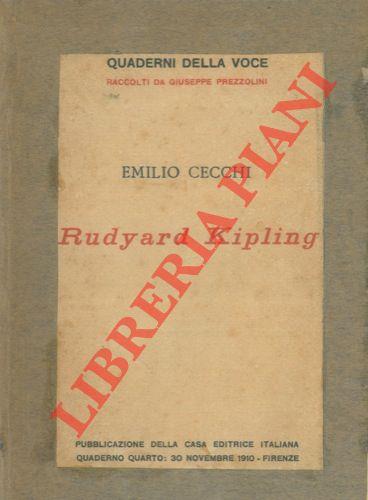 QUADERNI DELLA VOCE
RACCOLTI DA GIUSEPPE PREZZOLINI
EMILIO CECCHI
Rudyard Kipling
LIBRERIA PIANI
PUBBLICAZIONE DELLA CASA EDITRICE ITALIANA
QUADERNO QUARTO: 30 NOVEMBRE 1910 - FIRENZE